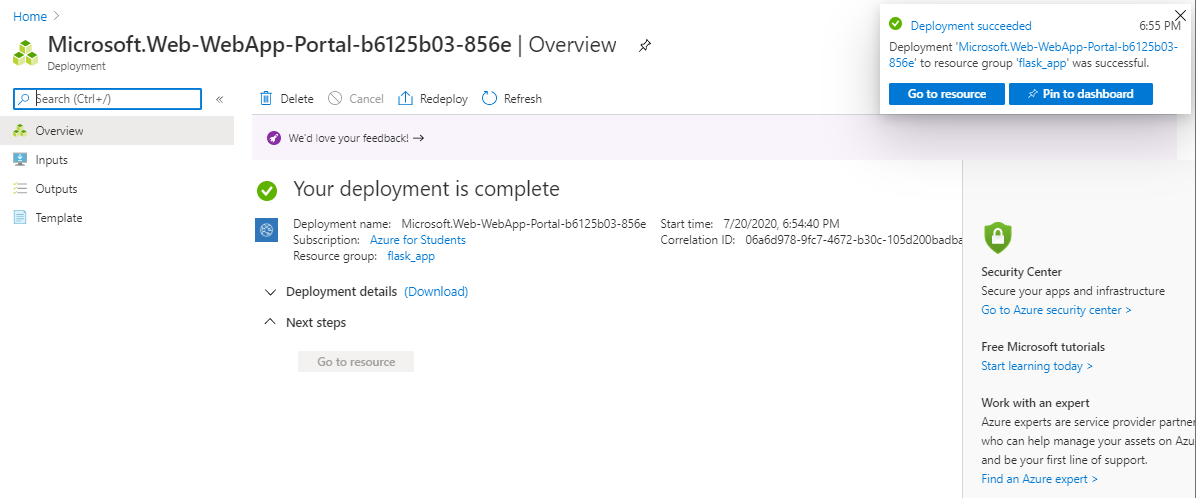 Home >
Microsoft.Web-WebApp-Portal-b6125b03-856e | Overview
Deployment
Search (Ctrl+/)
«
Overview
Inputs
Outputs
Template
Delete
Cancel
Redeploy
Refresh
We'd love your feedback! →
Your deployment is complete
Deployment name: Microsoft.Web-WebApp-Portal-b6125b03-856e
Subscription: Azure for Students
Resource group: flask_app
Start time: 7/20/2020, 6:54:40 PM
Correlation ID: 06a6d978-9fc7-4672-b30c-105d200badba
Deployment details (Download)
Next steps
Go to resource
Deployment succeeded 6:55 PM
Deployment 'Microsoft.Web-WebApp-Portal-b6125b03-
856e' to resource group 'flask_app' was successful.
Go to resource
Pin to dashboard
Security Center
Secure your apps and infrastructure
Go to Azure security center >
Free Microsoft tutorials
Start learning today >
Work with an expert
Azure experts are service provider partner
who can help manage your assets on Azu
and be your first line of support.
Find an Azure expert >